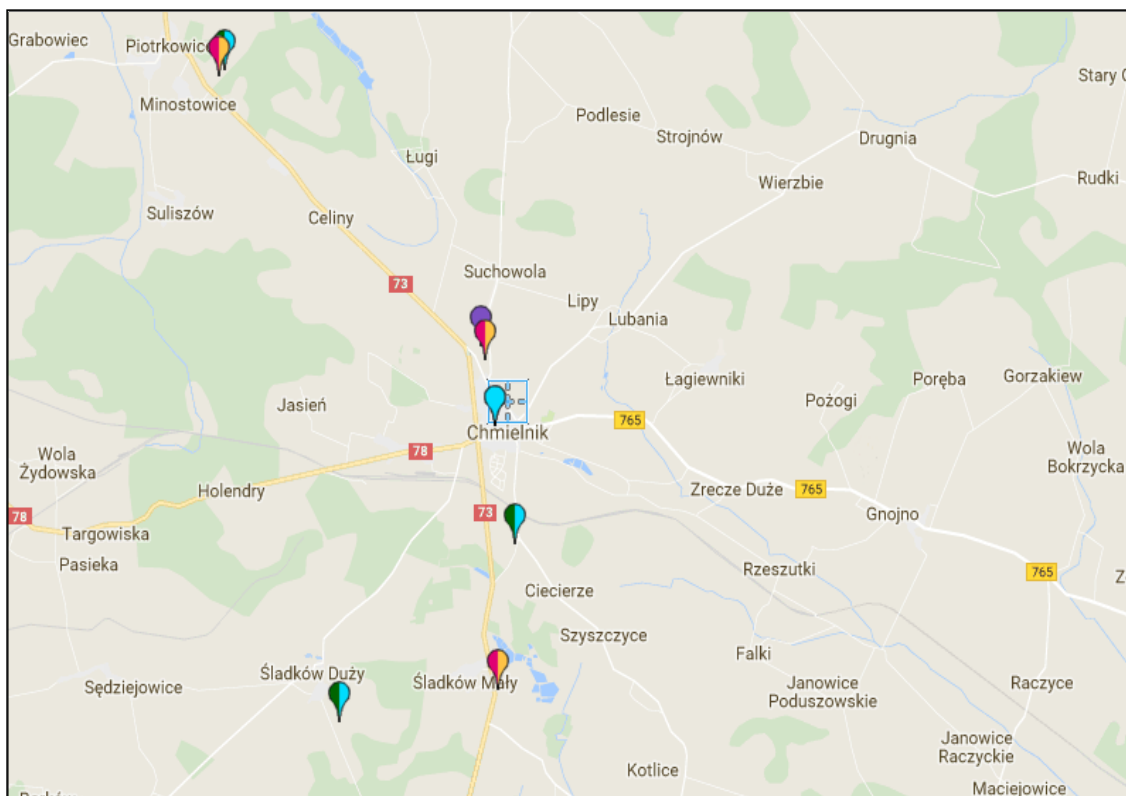 Grabowiec
Piotrkowice
Minostowice
Stary
Podlesie
Strojnów
Drugnia
Ługi
Wierzbie
Rudki
Suliszów
Celiny
Suchowola
73
Lipy
Lubania
Łagiewniki
Poręba
Gorzakiew
Jasień
Pożogi
765
Chmielnik
78
Wola
Żydowska
Wola
Bokrzycka
Holendry
Zrecze Duże
765
78
73
Gnojno
Targowiska
Pasieka
Rzeszutki
765
Ciecierze
Szyszczyce
Falki
Śladków Duży
Śladków Mały
Sędziejowice
Janowice
Poduszowskie
Raczyce
Janowice
Raczyckie
Kotlice
Maciejowice